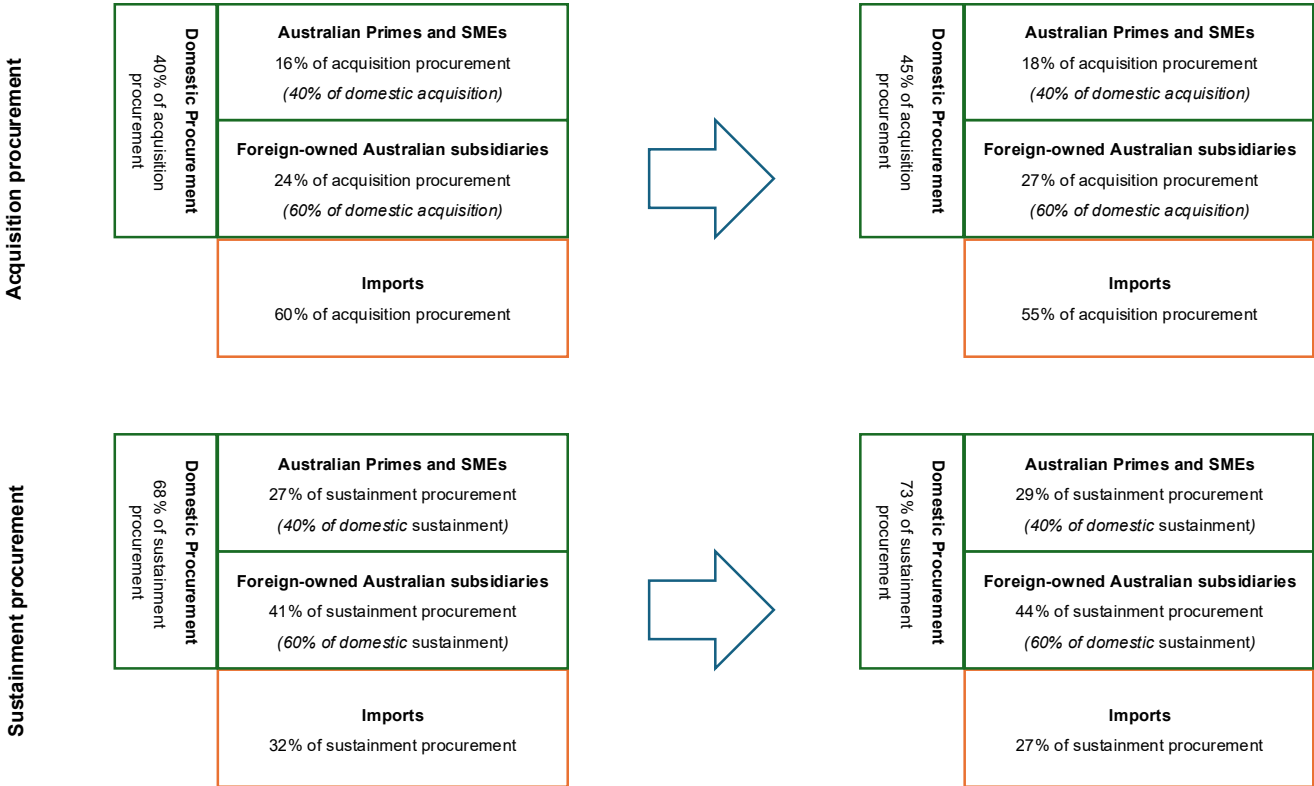 Acquisition procurement
Domestic Procurement
40% of acquisition
procurement
Australian Primes and SMEs
16% of acquisition procurement
(40% of domestic acquisition)
Foreign-owned Australian subsidiaries
24% of acquisition procurement
(60% of domestic acquisition)
Imports
60% of acquisition procurement
Domestic Procurement
45% of acquisition
procurement
Australian Primes and SMEs
18% of acquisition procurement
(40% of domestic acquisition)
Foreign-owned Australian subsidiaries
27% of acquisition procurement
(60% of domestic acquisition)
Imports
55% of acquisition procurement
Sustainment procurement
Domestic Procurement
68% of sustainment
procurement
Australian Primes and SMEs
27% of sustainment procurement
(40% of domestic sustainment)
Foreign-owned Australian subsidiaries
41% of sustainment procurement
(60% of domestic sustainment)
Imports
32% of sustainment procurement
Domestic Procurement
73% of sustainment
procurement
Australian Primes and SMEs
29% of sustainment procurement
(40% of domestic sustainment)
Foreign-owned Australian subsidiaries
44% of sustainment procurement
(60% of domestic sustainment)
Imports
27% of sustainment procurement